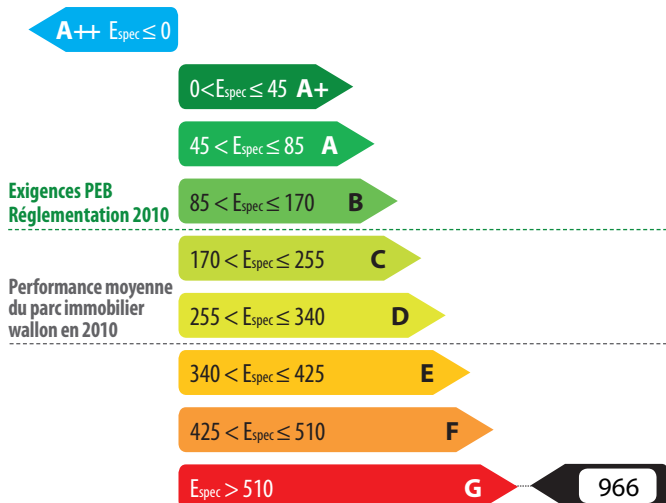 A++ Espec ≤ 0
0 < Espec ≤ 45 A+
45 < Espec ≤ 85 A
Exigences PEB
Réglementation 2010
85 < Espec ≤ 170 B
170 < Espec ≤ 255 C
Performance moyenne
du parc immobilier
wallon en 2010
255 < Espec ≤ 340 D
340 < Espec ≤ 425 E
425 < Espec ≤ 510 F
Espec > 510 G 966